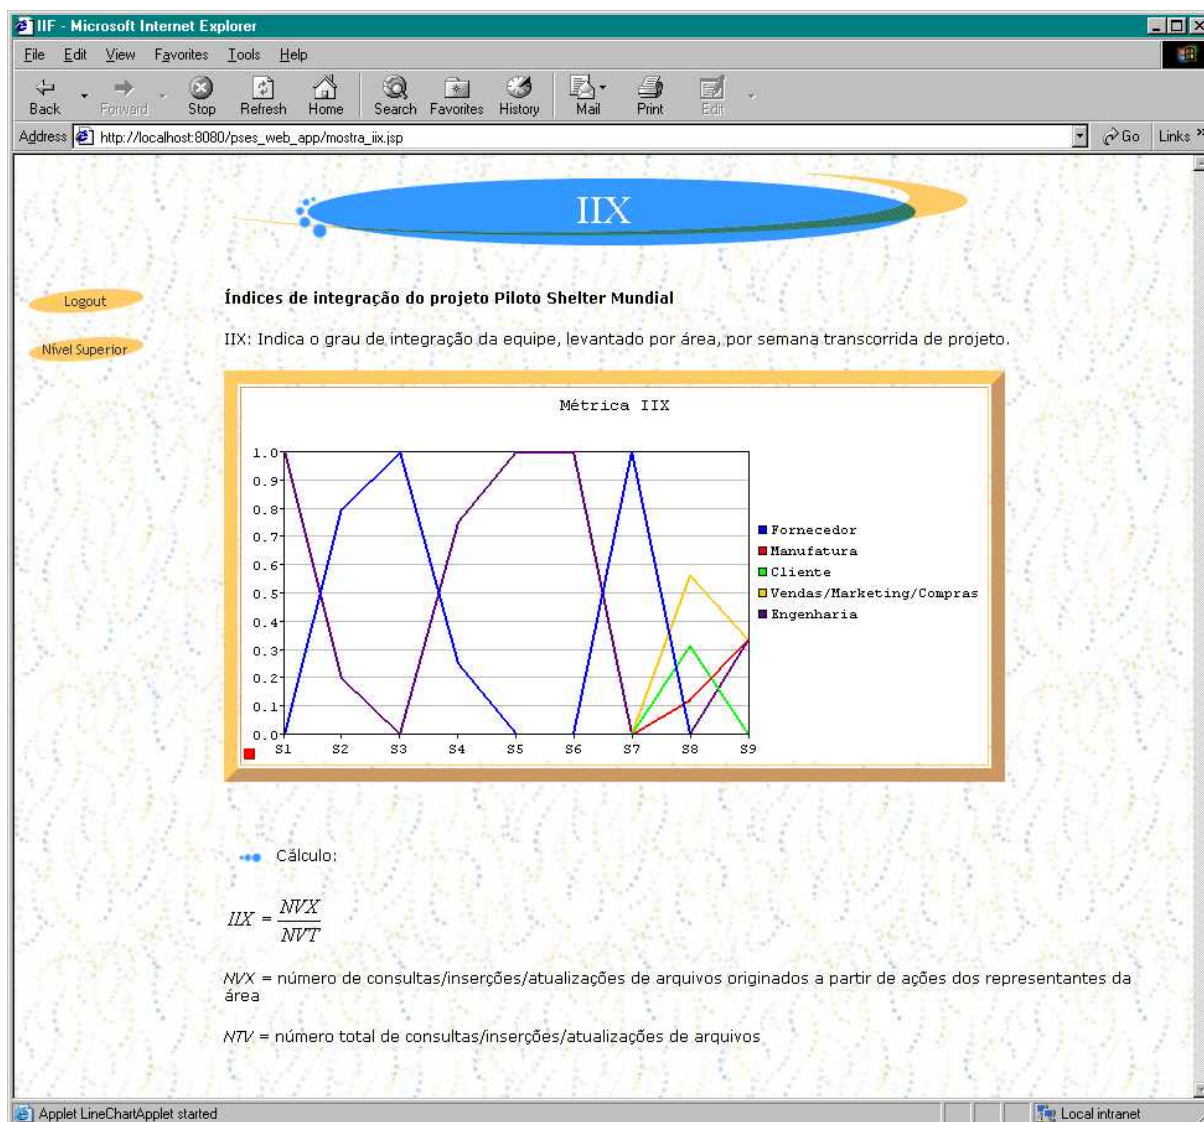 IIF - Microsoft Internet Explorer
File Edit View Favorites Tools Help
Back Forward Stop Refresh Home Search Favorites History Mail Print Edit
Address http://localhost:8080/pses_web_app/mostra_iix.jsp Go Links »
IIX
Logout
Nível Superior
Índices de integração do projeto Piloto Shelter Mundial
IIX: Indica o grau de integração da equipe, levantado por área, por semana transcorrida de projeto.
Métrica IIX
1.0
0.9
0.8
0.7
0.6
0.5
0.4
0.3
0.2
0.1
0.0
S1 S2 S3 S4 S5 S6 S7 S8 S9
Fornecedor
Manufatura
Cliente
Vendas/Marketing/Compras
Engenharia
Cálculo:
IIX = NVX
NVT
NVX = número de consultas/inserções/atualizações de arquivos originados a partir de ações dos representantes da
área
NTV = número total de consultas/inserções/atualizações de arquivos
Applet LineChartApplet started
Local intranet